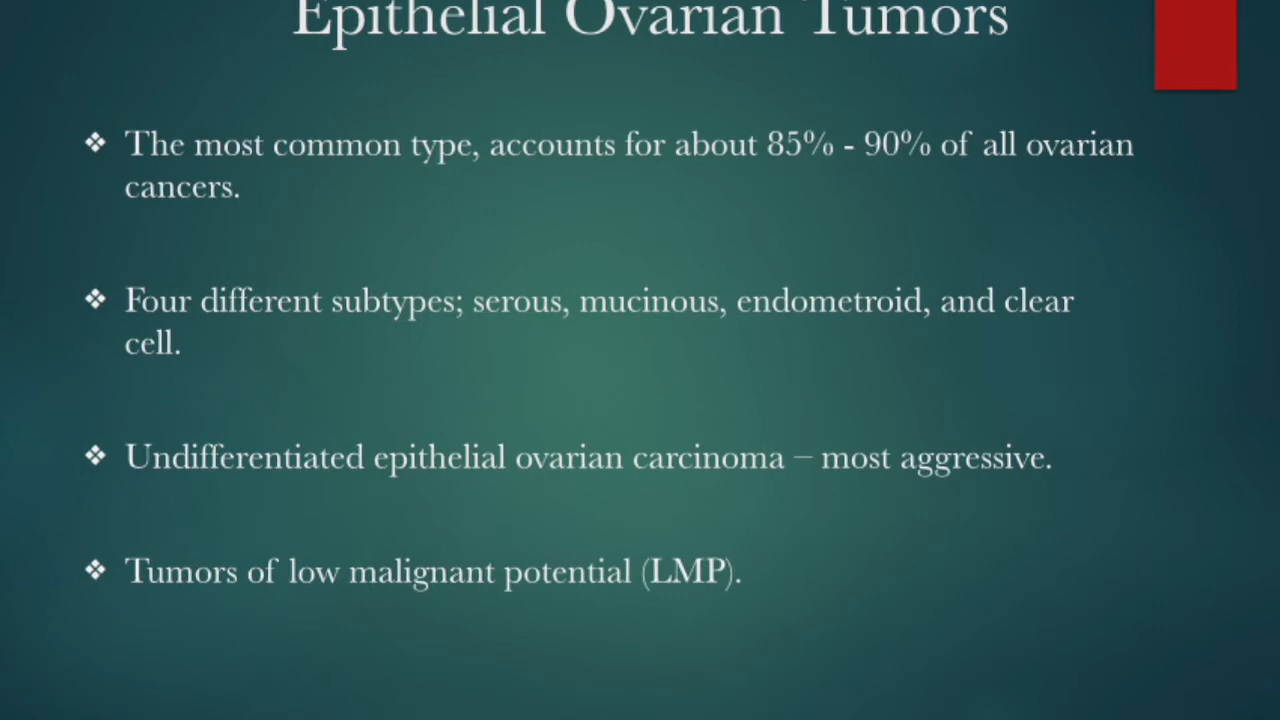 Epithelial Ovarian Tumors
❖ The most common type, accounts for about 85% - 90% of all ovarian
cancers.
❖ Four different subtypes; serous, mucinous, endometroid, and clear
cell.
❖ Undifferentiated epithelial ovarian carcinoma – most aggressive.
❖ Tumors of low malignant potential (LMP).